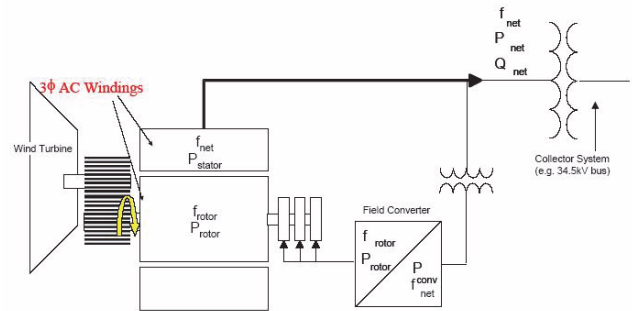 f net
P net
Q net
3ϕ AC Windings
Wind Turbine
f net
P stator
Collector System
(e.g. 34.5kV bus)
f rotor
P rotor
Field Converter
f rotor
P rotor
P conv
f net